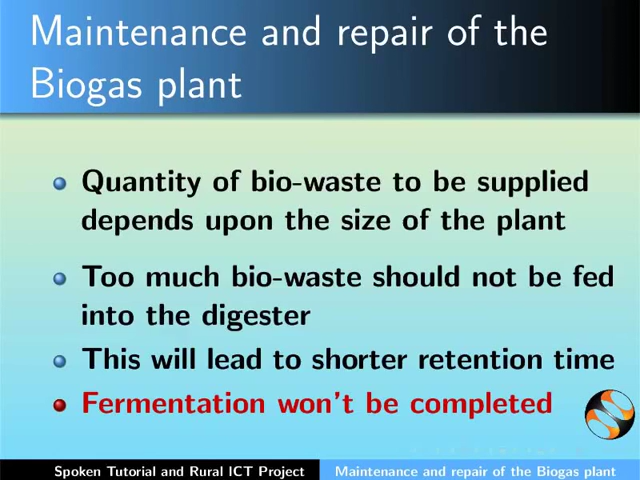 Maintenance and repair of the
Biogas plant
Quantity of bio-waste to be supplied
depends upon the size of the plant
Too much bio-waste should not be fed
into the digester
This will lead to shorter retention time
Fermentation won't be completed
Spoken Tutorial and Rural ICT Project
Maintenance and repair of the Biogas plant